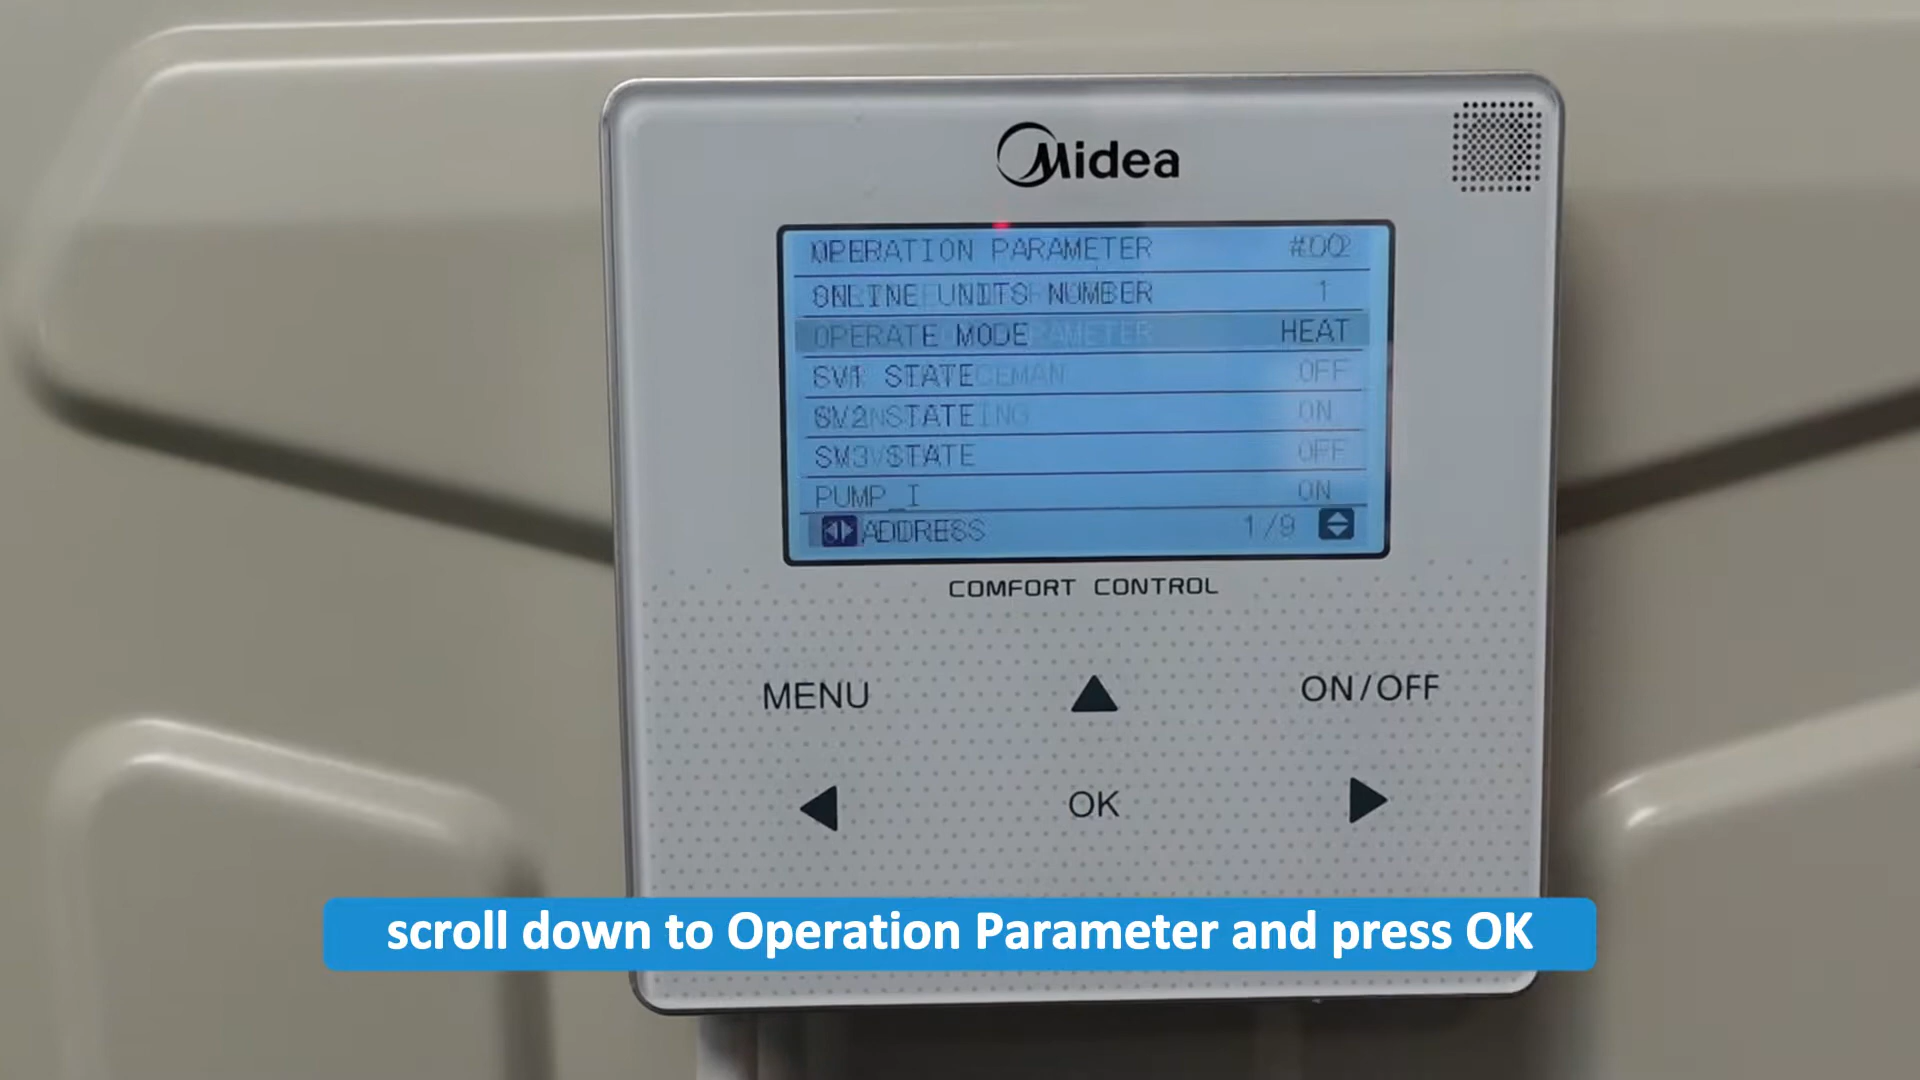 Midea
OPERATION PARAMETER
ONLINE UNITS NUMBER 1
OPERATE MODE HEAT
SV1 STATE OFF
SV2 STATE ON
SV3 STATE OFF
PUMP_I ON
ADDRESS 1/9
COMFORT CONTROL
MENU
ON/OFF
OK
scroll down to Operation Parameter and press OK